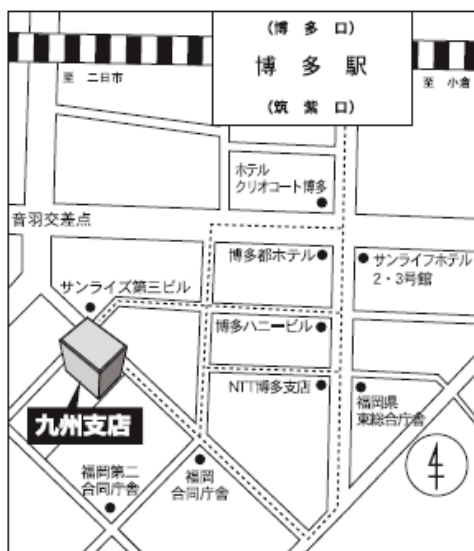 (博多口)
博多駅
(筑紫口)
至 二日市
至 小倉
ホテル
クリオコート博多
音羽交差点
博多都ホテル
サンライフホテル
2・3号館
サンライズ第三ビル
博多ハニービル
NTT博多支店
福岡県
東総合庁舎
九州支店
福岡第二
合同庁舎
福岡
合同庁舎